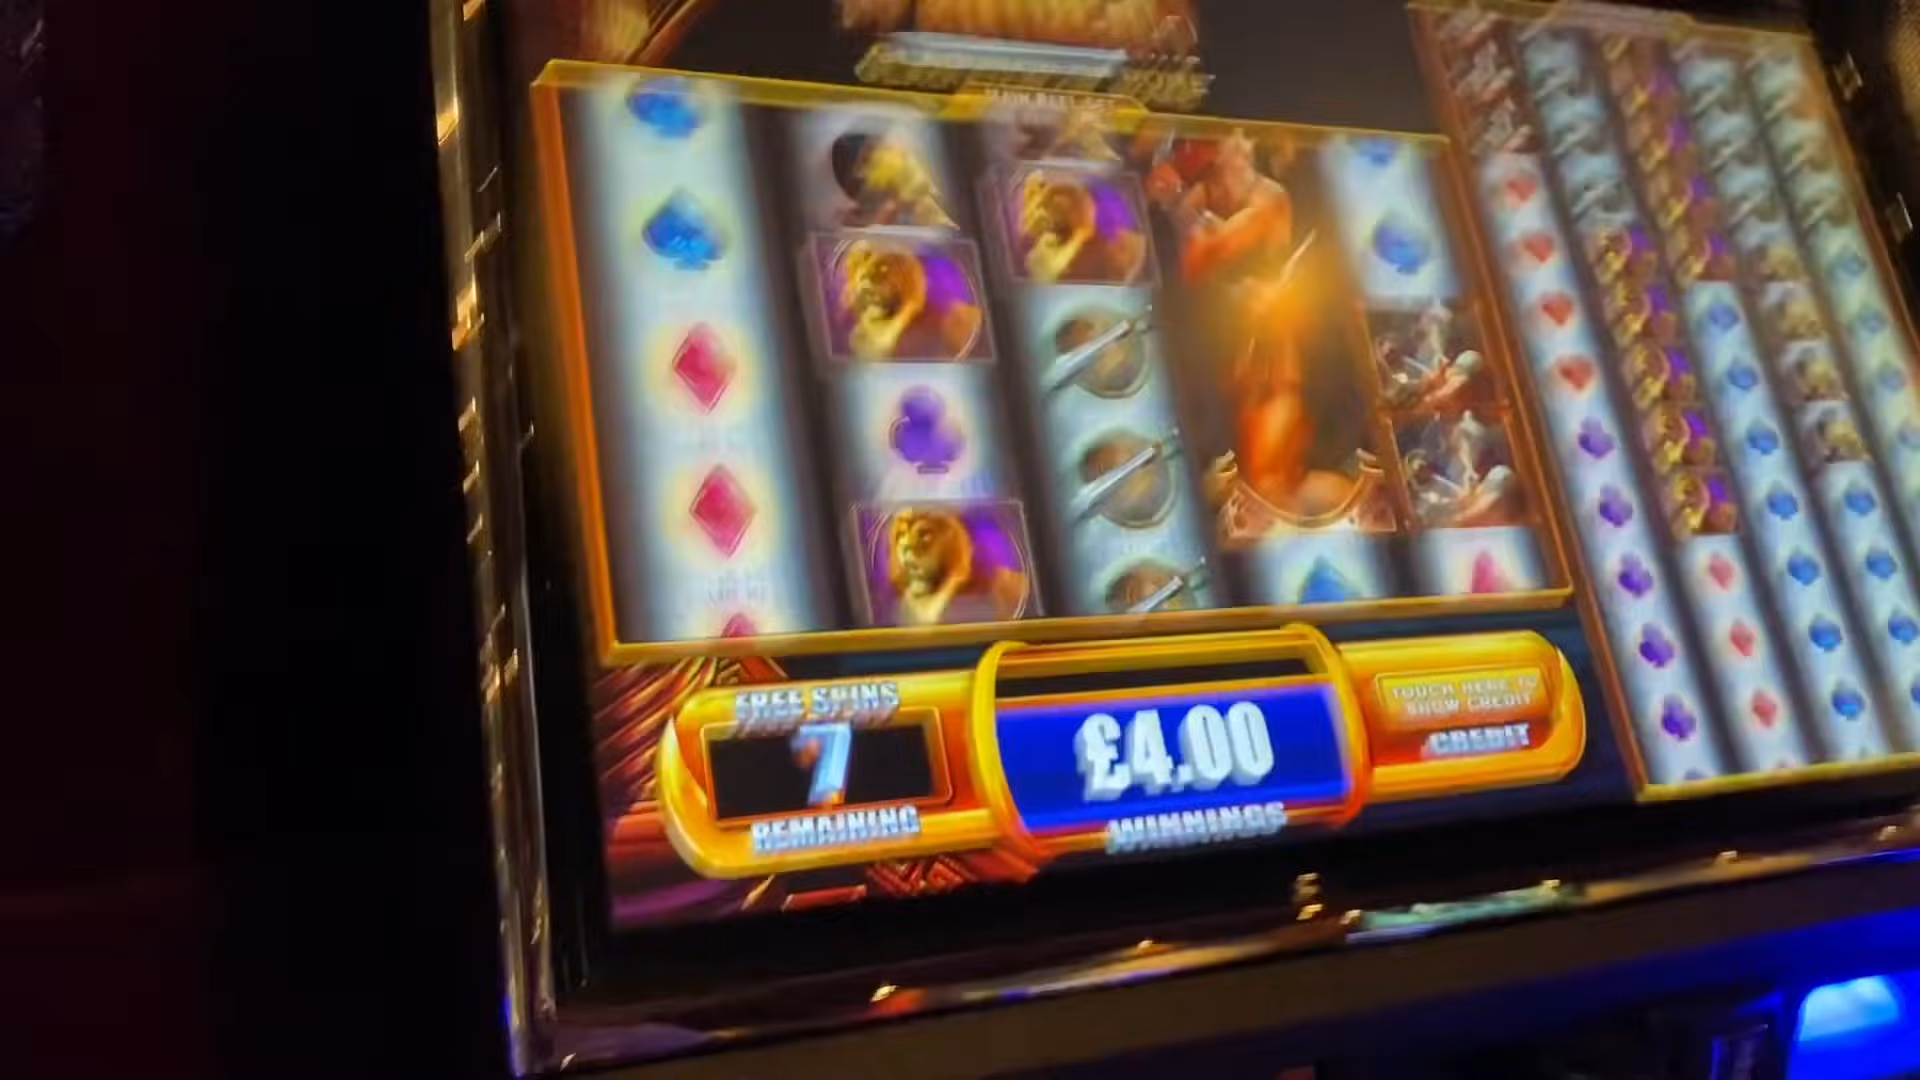 FREE SPINS
7
REMAINING
£4.00
WINNINGS
TOUCH HERE TO
SHOW CREDIT
CREDIT